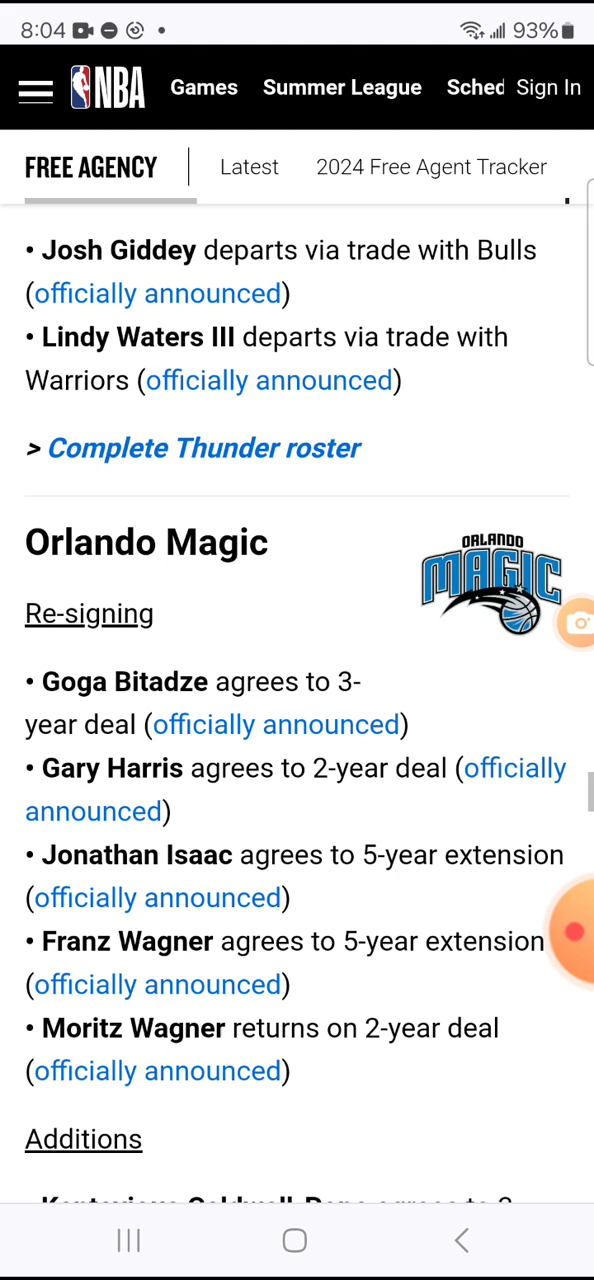 8:04 93%
NBA Games Summer League Sched Sign In
FREE AGENCY Latest 2024 Free Agent Tracker
• Josh Giddey departs via trade with Bulls
(officially announced)
• Lindy Waters III departs via trade with
Warriors (officially announced)
> Complete Thunder roster
Orlando Magic
ORLANDO
MAGIC
Re-signing
• Goga Bitadze agrees to 3-
year deal (officially announced)
• Gary Harris agrees to 2-year deal (officially
announced)
• Jonathan Isaac agrees to 5-year extension
(officially announced)
• Franz Wagner agrees to 5-year extension
(officially announced)
• Moritz Wagner returns on 2-year deal
(officially announced)
Additions